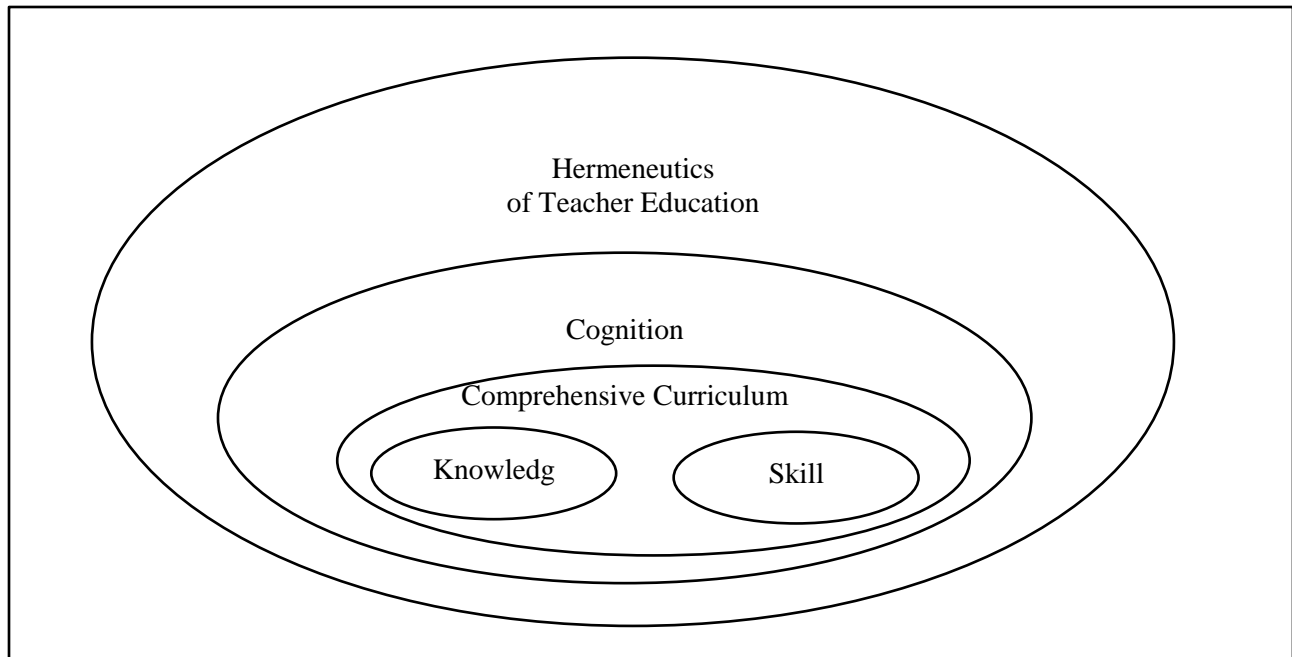 Hermeneutics
of Teacher Education
Cognition
Comprehensive Curriculum
Knowledg
Skill